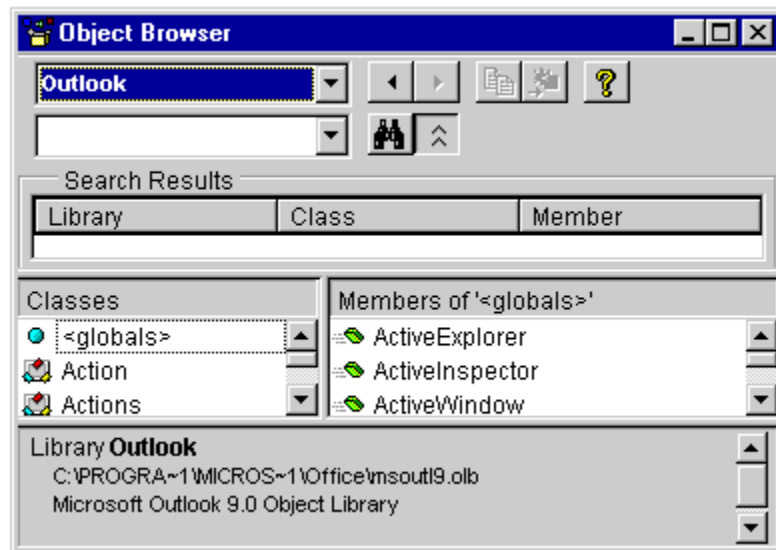 Object Browser
Outlook
Search Results
Library Class Member
Classes
Members of '<globals>'
<globals>
Action
Actions
ActiveExplorer
ActiveInspector
ActiveWindow
Library Outlook
C:\PROGRA~1\MICROS~1\Office\msoutl9.olb
Microsoft Outlook 9.0 Object Library